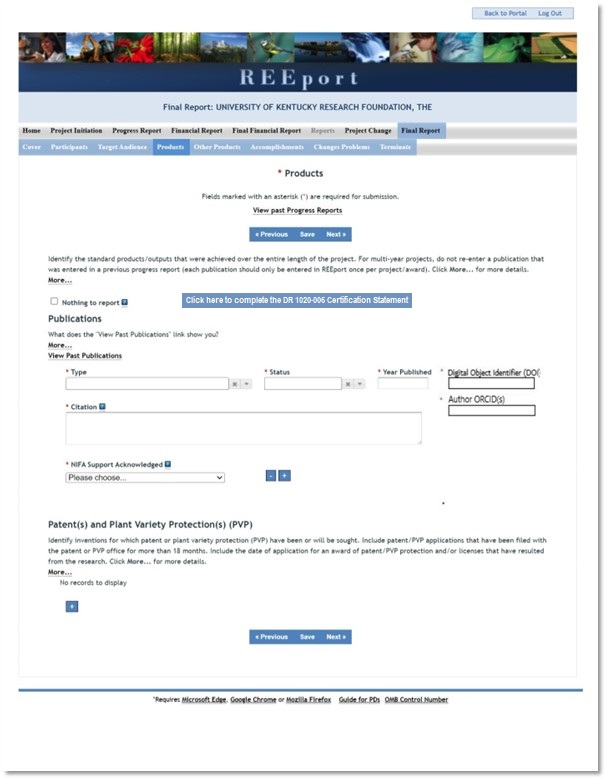 Back to Portal Log Out
REEport
Final Report: UNIVERSITY OF KENTUCKY RESEARCH FOUNDATION, THE
Home Project Initiation Progress Report Financial Report Final Financial Report Reports Project Change Final Report
Cover Participants Target Audience Products Other Products Accomplishments Changes/Problems Terminate
* Products
Fields marked with an asterisk (*) are required for submission.
View past Progress Reports
« Previous Save Next »
Identify the standard products/outputs that were achieved over the entire length of the project. For multi-year projects, do not re-enter a publication that
was entered in a previous progress report (each publication should only be entered in REEport once per project/award). Click More... for more details.
More...
Nothing to report ?
Click here to complete the DR 1020-006 Certification Statement
Publications
What does the "View Past Publications" link show you?
More...
View Past Publications
* Type * Status * Year Published * Digital Object Identifier (DOI)
* Author ORCID(s)
* Citation ?
* NIFA Support Acknowledged ?
Please choose... - +
*
Patent(s) and Plant Variety Protection(s) (PVP)
Identify inventions for which patent or plant variety protection (PVP) have been or will be sought. Include patent/PVP applications that have been filed with
the patent or PVP office for more than 18 months. Include the date of application for an award of patent/PVP protection and/or licenses that have resulted
from the research. Click More... for more details.
More...
No records to display
+
« Previous Save Next »
*Requires Microsoft Edge, Google Chrome or Mozilla Firefox Guide for PDs OMB Control Number